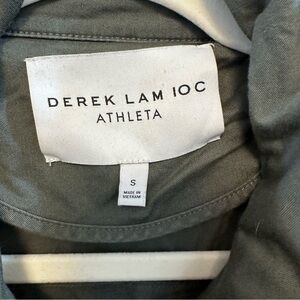 DEREK LAM 10C
ATHLETA
S
MADE IN
VIETNAM